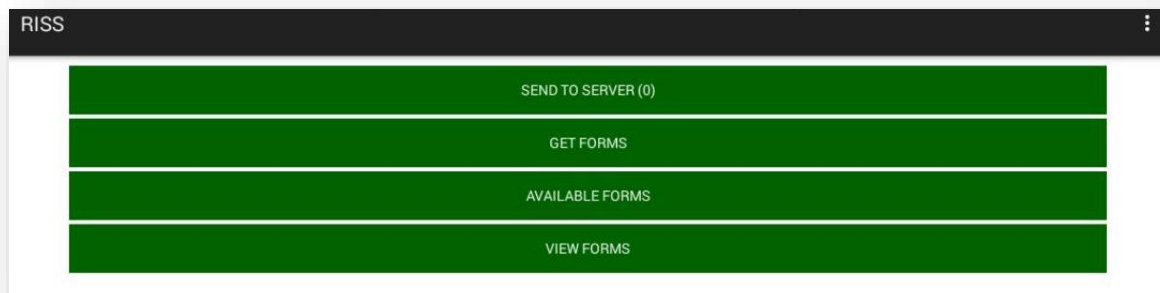 RISS
SEND TO SERVER (0)
GET FORMS
AVAILABLE FORMS
VIEW FORMS